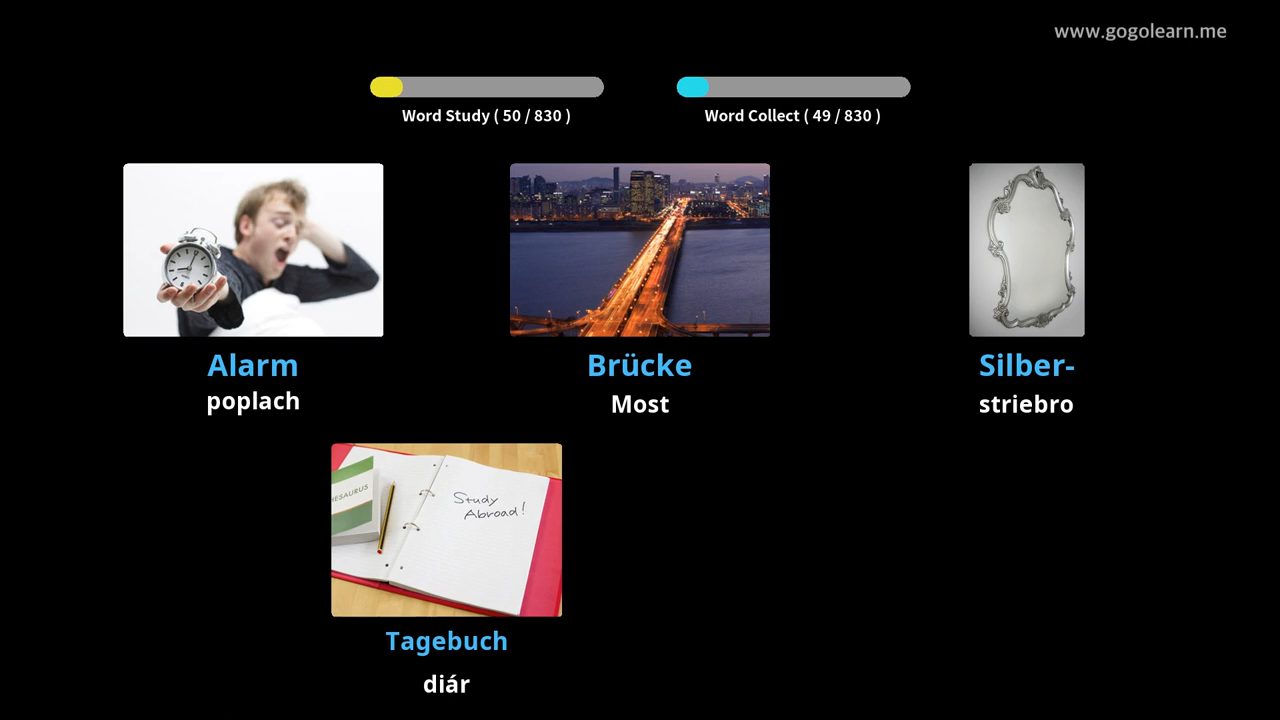 www.gogolearn.me
Word Study ( 50 / 830 )
Word Collect ( 49 / 830 )
Alarm
poplach
Brücke
Most
Silber-
striebro
ESAURUS
Study
Abroad!
Tagebuch
diár